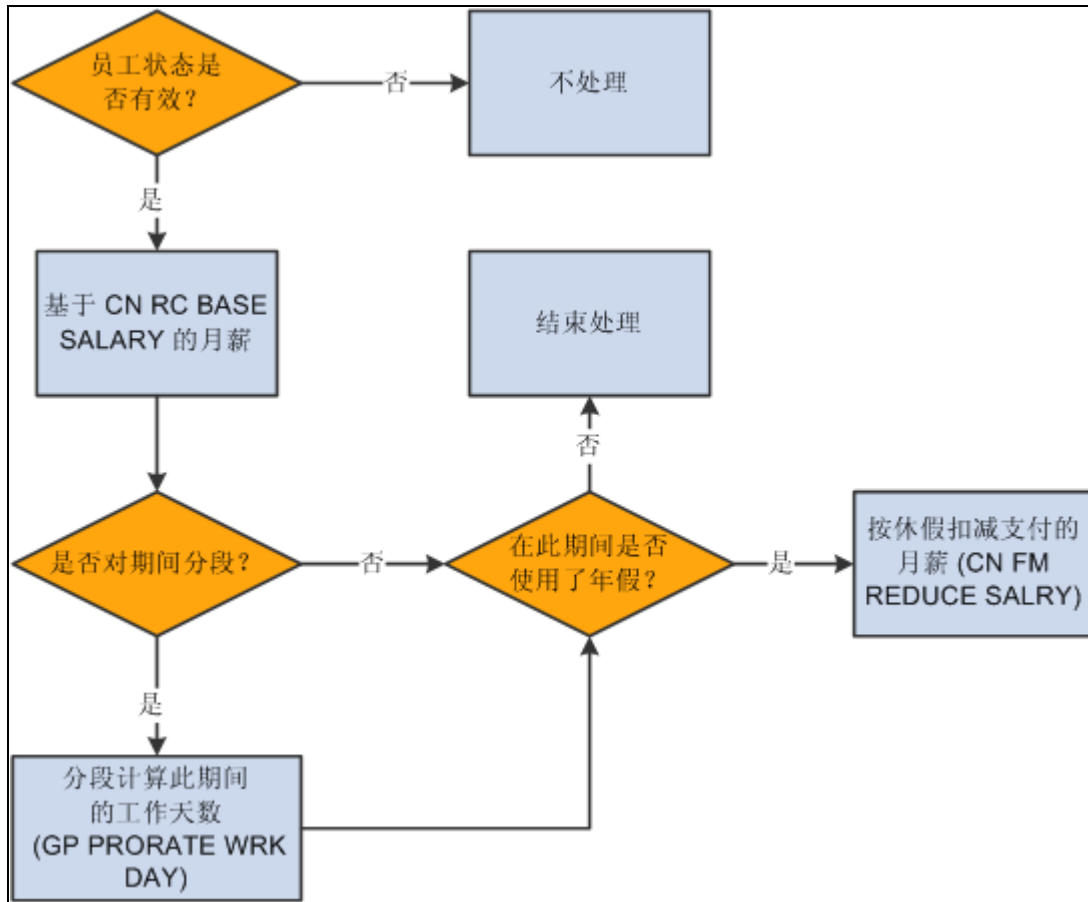 员工状态是
否有效？
否
不处理
是
基于 CN RC BASE
SALARY 的月薪
结束处理
否
是否对期间分段？
否
在此期间是否
使用了年假？
是
按休假扣减支付的
月薪 (CN FM
REDUCE SALRY)
是
分段计算此期间
的工作天数
(GP PRORATE WRK
DAY)